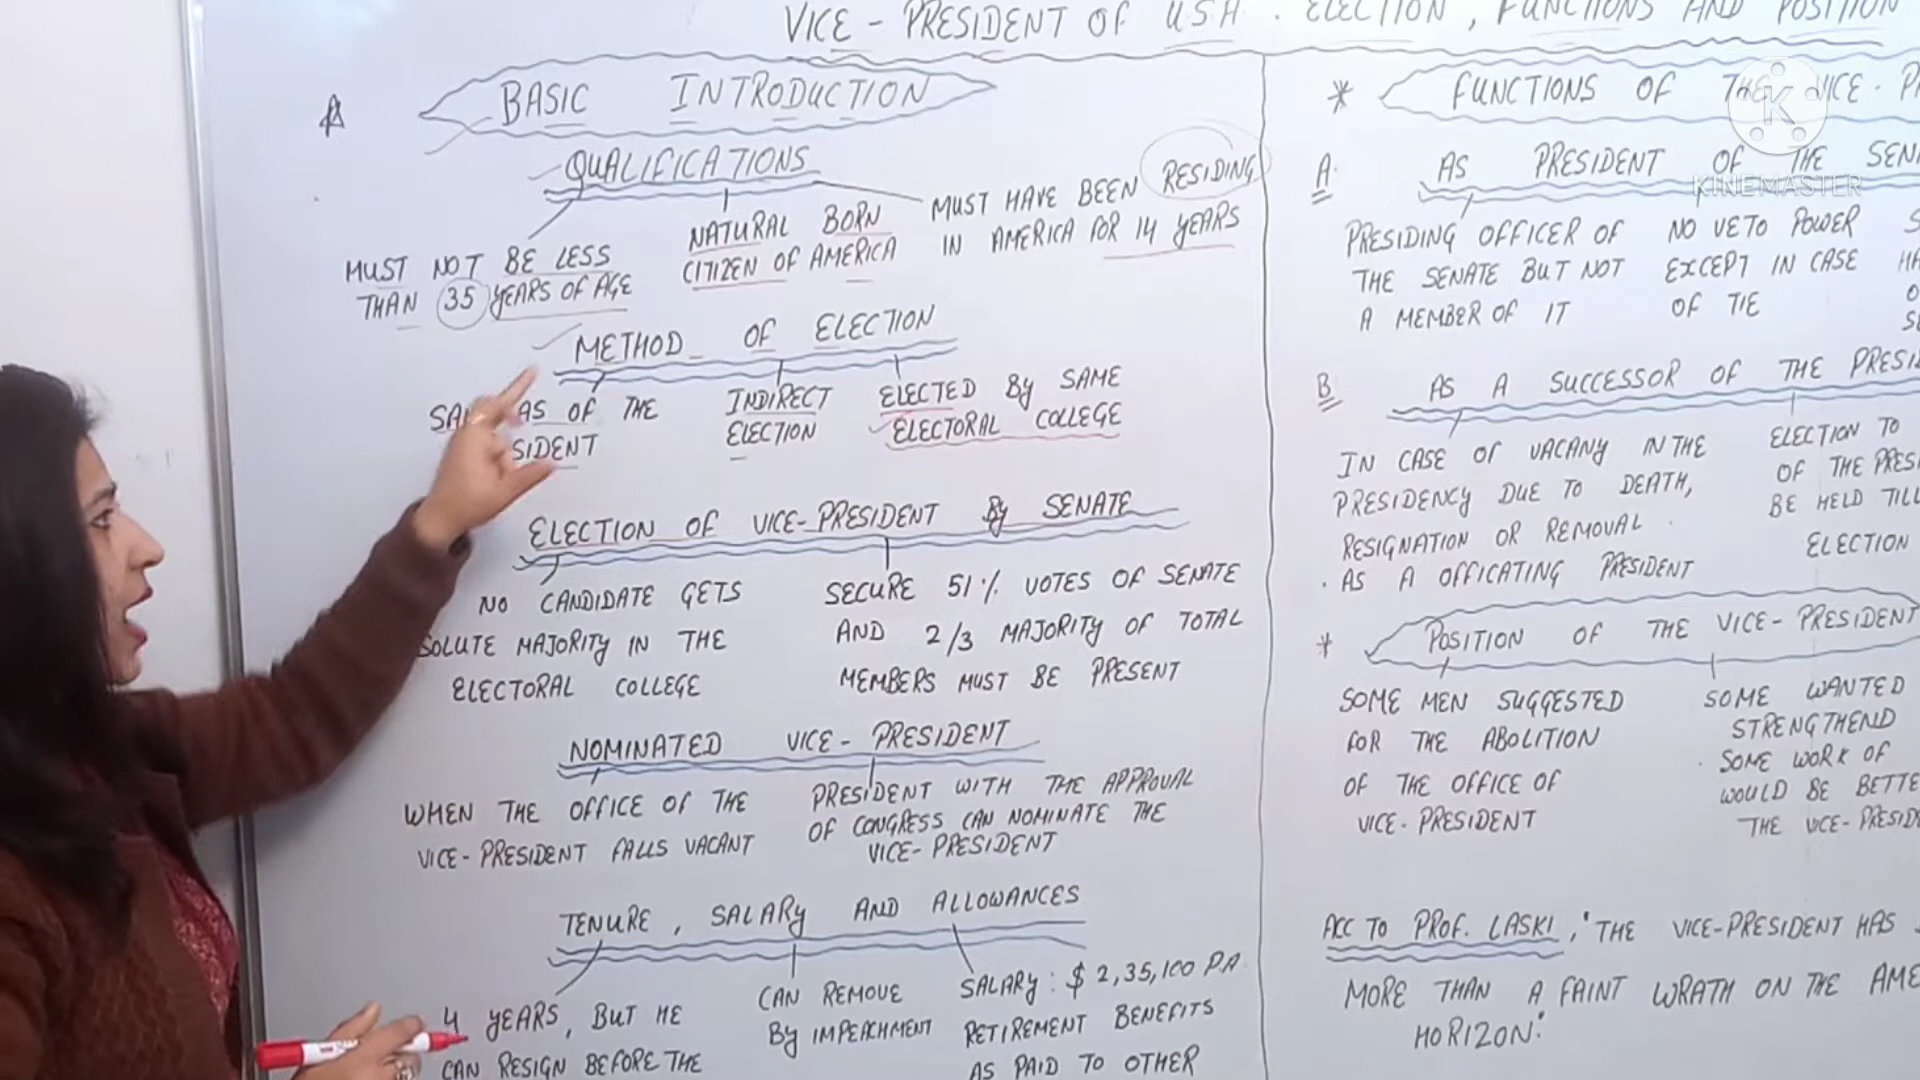 VICE-PRESIDENT OF USA. ELECTION, FUNCTIONS AND POSITION
BASIC INTRODUCTION
QUALIFICATIONS
MUST NOT BE LESS
THAN 35 YEARS OF AGE
NATURAL BORN
CITIZEN OF AMERICA
MUST HAVE BEEN RESIDING
IN AMERICA FOR 14 YEARS
METHOD OF ELECTION
AS OF THE
SIDENT
INDIRECT
ELECTION
ELECTED By SAME
ELECTORAL COLLEGE
ELECTION OF VICE-PRESIDENT By SENATE
NO CANDIDATE GETS
SOLUTE MAJORITY IN THE
ELECTORAL COLLEGE
SECURE 51% VOTES OF SENATE
AND 2/3 MAJORITY OF TOTAL
MEMBERS MUST BE PRESENT
NOMINATED VICE-PRESIDENT
WHEN THE OFFICE OF THE
VICE-PRESIDENT FALLS VACANT
PRESIDENT WITH THE APPROVAL
OF CONGRESS CAN NOMINATE THE
VICE-PRESIDENT
TENURE, SALARY AND ALLOWANCES
4 YEARS, BUT HE
CAN RESIGN BEFORE THE
CAN REMOVE
By IMPEACHMENT
SALARY: $ 2,35,100 P.A.
RETIREMENT BENEFITS
AS PAID TO OTHER
* FUNCTIONS OF THE VICE-P
KINEMASTER
A. AS PRESIDENT OF THE SEN
PRESIDING OFFICER OF
THE SENATE BUT NOT
A MEMBER OF IT
NO VETO POWER
EXCEPT IN CASE
OF TIE
B AS A SUCCESSOR OF THE PRESI
IN CASE OF VACANY IN THE
PRESIDENCY DUE TO DEATH,
RESIGNATION OR REMOVAL.
. AS A OFFICATING PRESIDENT
ELECTION TO
OF THE PRES
BE HELD TILL
ELECTION
* POSITION OF THE VICE-PRESIDENT
SOME MEN SUGGESTED
FOR THE ABOLITION
OF THE OFFICE OF
VICE-PRESIDENT
SOME WANTED
STRENGTHEND
. SOME WORK OF
WOULD BE BETTE
THE VICE-PRESIDE
ACC TO PROF. LASKI, 'THE VICE-PRESIDENT HAS
MORE THAN A FAINT WRATH ON THE AME
HORIZON.'